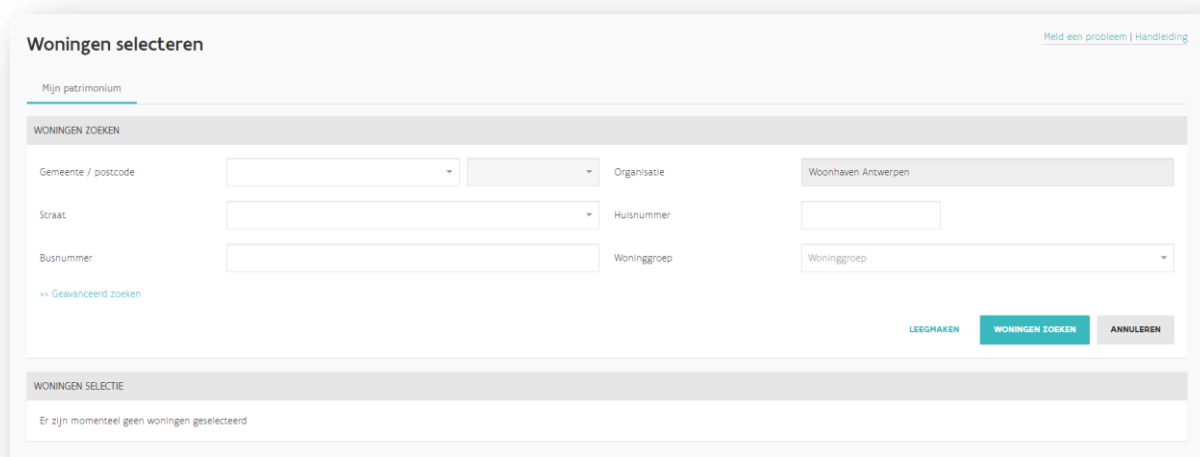 Woningen selecteren
Meld een probleem | Handleiding
Mijn patrimonium
WONINGEN ZOEKEN
Gemeente / postcode
Organisatie
Woonhaven Antwerpen
Straat
Huisnummer
Busnummer
Woninggroep
Woninggroep
>> Geavanceerd zoeken
LEEGMAKEN
WONINGEN ZOEKEN
ANNULEREN
WONINGEN SELECTIE
Er zijn momenteel geen woningen geselecteerd